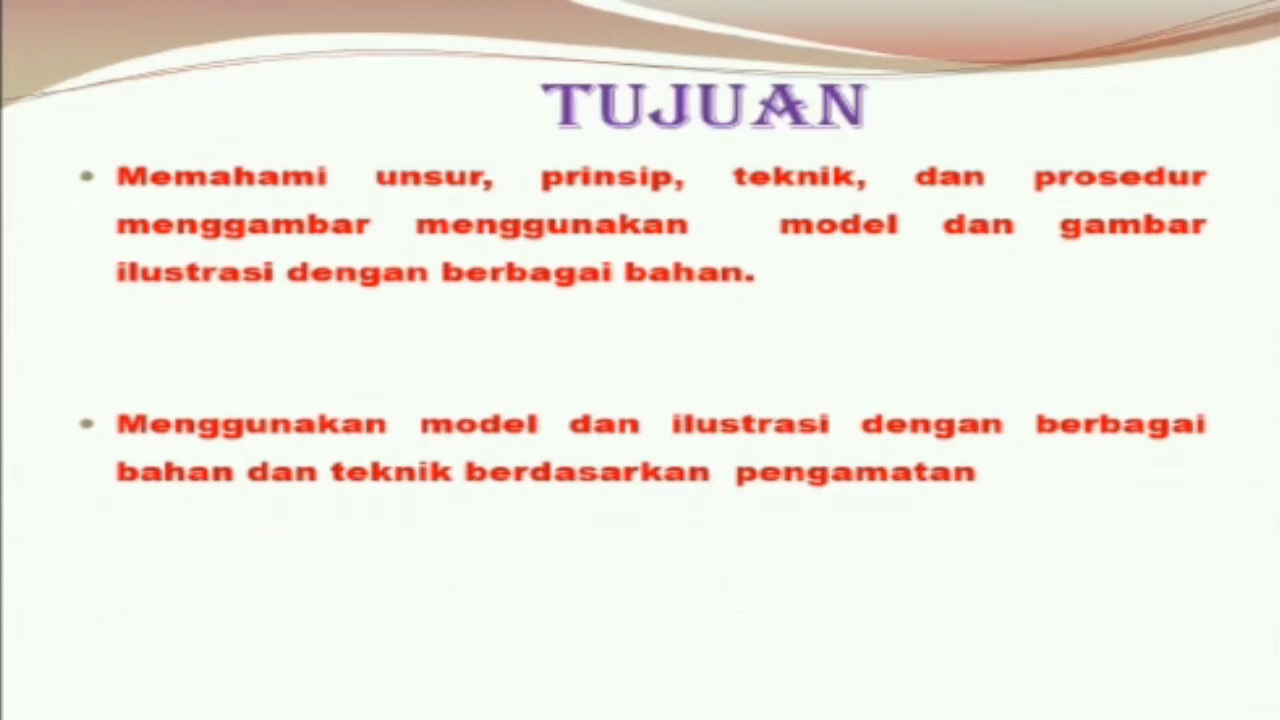 TUJUAN
• Memahami unsur, prinsip, teknik, dan prosedur
menggambar menggunakan model dan gambar
ilustrasi dengan berbagai bahan.
• Menggunakan model dan ilustrasi dengan berbagai
bahan dan teknik berdasarkan pengamatan